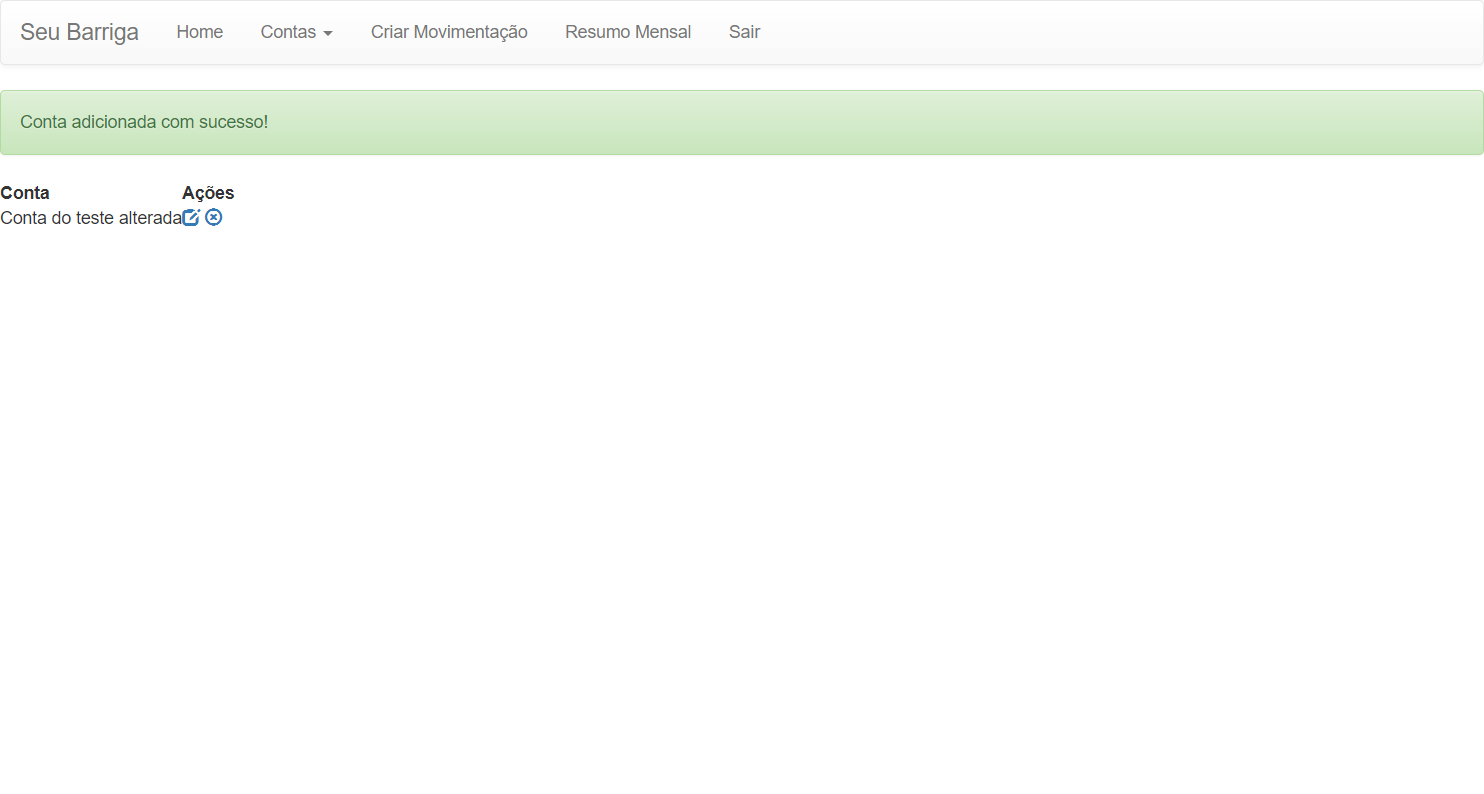 Seu Barriga Home Contas Criar Movimentação Resumo Mensal Sair
Conta adicionada com sucesso!
Conta Ações
Conta do teste alterada